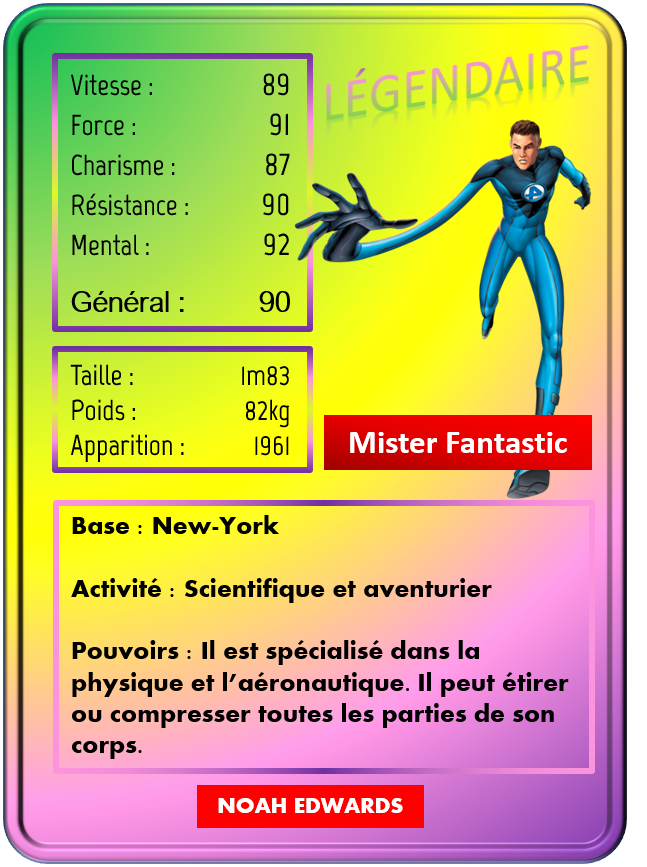 LÉGENDAIRE
Vitesse : 89
Force : 91
Charisme : 87
Résistance : 90
Mental : 92
Général : 90
Taille : 1m83
Poids : 82kg
Apparition : 1961
Mister Fantastic
Base : New-York
Activité : Scientifique et aventurier
Pouvoirs : Il est spécialisé dans la
physique et l’aéronautique. Il peut étirer
ou compresser toutes les parties de son
corps.
NOAH EDWARDS